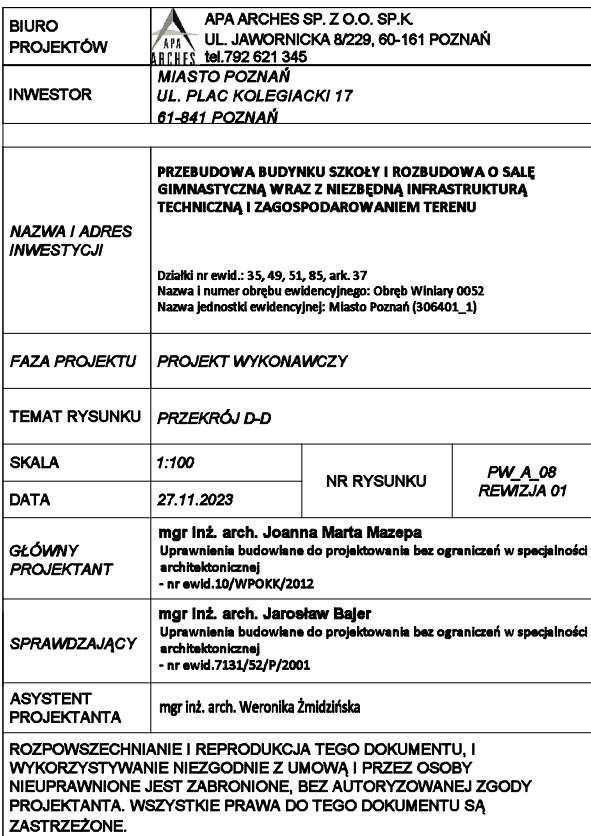 BIURO
PROJEKTÓW
APA
ARCHES
APA ARCHES SP. Z O.O. SP.K.
UL. JAWORNICKA 8/229, 60-161 POZNAŃ
tel.792 621 345
INWESTOR
MIASTO POZNAŃ
UL. PLAC KOLEGIACKI 17
61-841 POZNAŃ
NAZWA I ADRES
INWESTYCJI
PRZEBUDOWA BUDYNKU SZKOŁY I ROZBUDOWA O SALĘ
GIMNASTYCZNĄ WRAZ Z NIEZBĘDNĄ INFRASTRUKTURĄ
TECHNICZNĄ I ZAGOSPODAROWANIEM TERENU
Działki nr ewid.: 35, 49, 51, 85, ark. 37
Nazwa i numer obrębu ewidencyjnego: Obręb Winiary 0052
Nazwa jednostki ewidencyjnej: Miasto Poznań (306401_1)
FAZA PROJEKTU
PROJEKT WYKONAWCZY
TEMAT RYSUNKU
PRZEKRÓJ D-D
SKALA
1:100
DATA
27.11.2023
NR RYSUNKU
PW_A_08
REWIZJA 01
GŁÓWNY
PROJEKTANT
mgr inż. arch. Joanna Marta Mazepa
Uprawnienia budowlane do projektowania bez ograniczeń w specjalności
architektonicznej
- nr ewid.10/WPOKK/2012
SPRAWDZAJĄCY
mgr inż. arch. Jarosław Bajer
Uprawnienia budowlane do projektowania bez ograniczeń w specjalności
architektonicznej
- nr ewid.7131/52/P/2001
ASYSTENT
PROJEKTANTA
mgr inż. arch. Weronika Żmidzińska
ROZPOWSZECHNIANIE I REPRODUKCJA TEGO DOKUMENTU, I
WYKORZYSTYWANIE NIEZGODNIE Z UMOWĄ I PRZEZ OSOBY
NIEUPRAWNIONE JEST ZABRONIONE, BEZ AUTORYZOWANEJ ZGODY
PROJEKTANTA. WSZYSTKIE PRAWA DO TEGO DOKUMENTU SĄ
ZASTRZEŻONE.